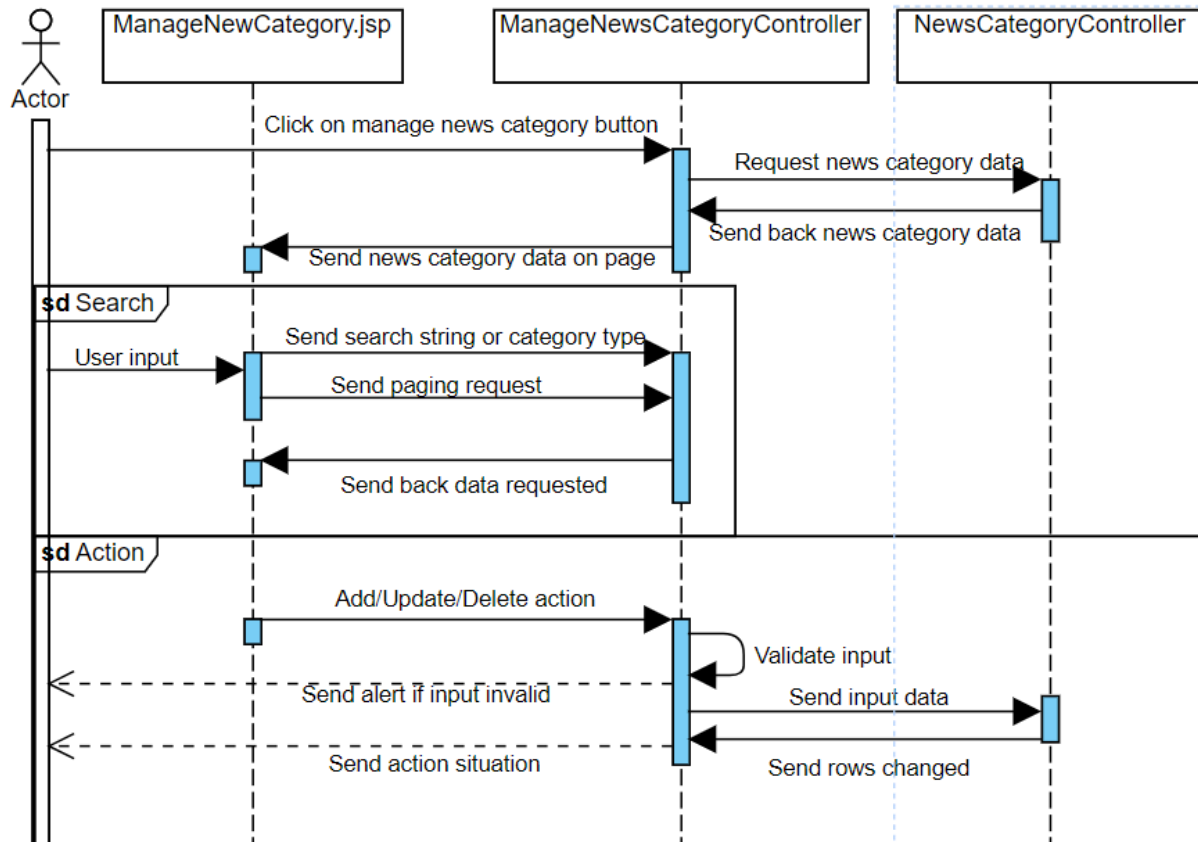 ManageNewCategory.jsp
ManageNewsCategoryController
NewsCategoryController
Actor
Click on manage news category button
Request news category data
Send back news category data
Send news category data on page
sd Search
Send search string or category type
User input
Send paging request
Send back data requested
sd Action
Add/Update/Delete action
Validate input
Send alert if input invalid
Send input data
Send action situation
Send rows changed